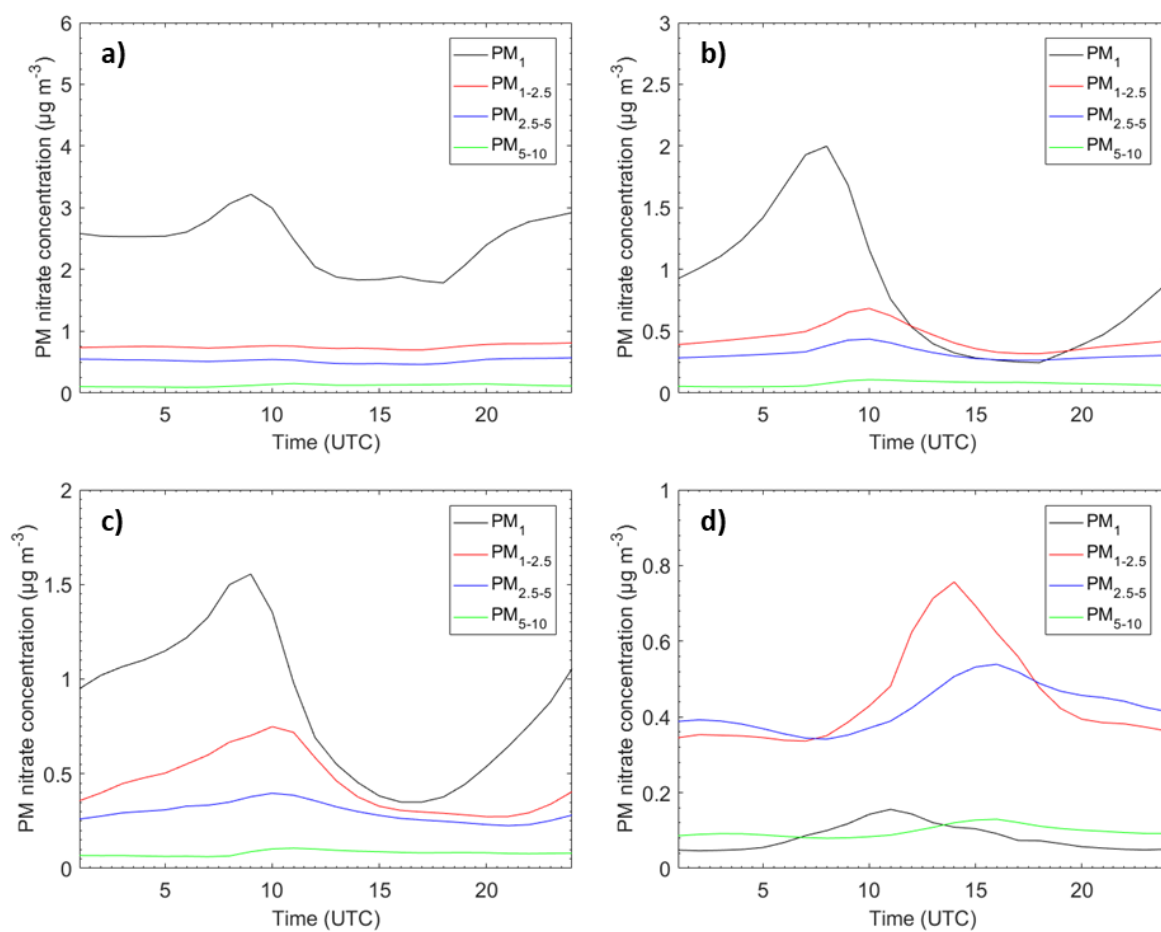 a)
PM nitrate concentration (µg m-3)
6
5
4
3
2
1
0
5
10
15
20
Time (UTC)
PM1
PM1-2.5
PM2.5-5
PM5-10
b)
PM nitrate concentration (µg m-3)
3
2.5
2
1.5
1
0.5
0
5
10
15
20
Time (UTC)
PM1
PM1-2.5
PM2.5-5
PM5-10
c)
PM nitrate concentration (µg m-3)
2
1.5
1
0.5
0
5
10
15
20
Time (UTC)
PM1
PM1-2.5
PM2.5-5
PM5-10
d)
PM nitrate concentration (µg m-3)
1
0.8
0.6
0.4
0.2
0
5
10
15
20
Time (UTC)
PM1
PM1-2.5
PM2.5-5
PM5-10